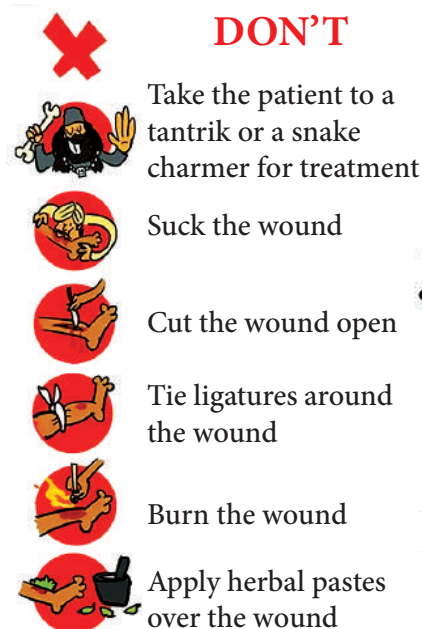 DON’T
Take the patient to a
tantrik or a snake
charmer for treatment
Suck the wound
Cut the wound open
Tie ligatures around
the wound
Burn the wound
Apply herbal pastes
over the wound